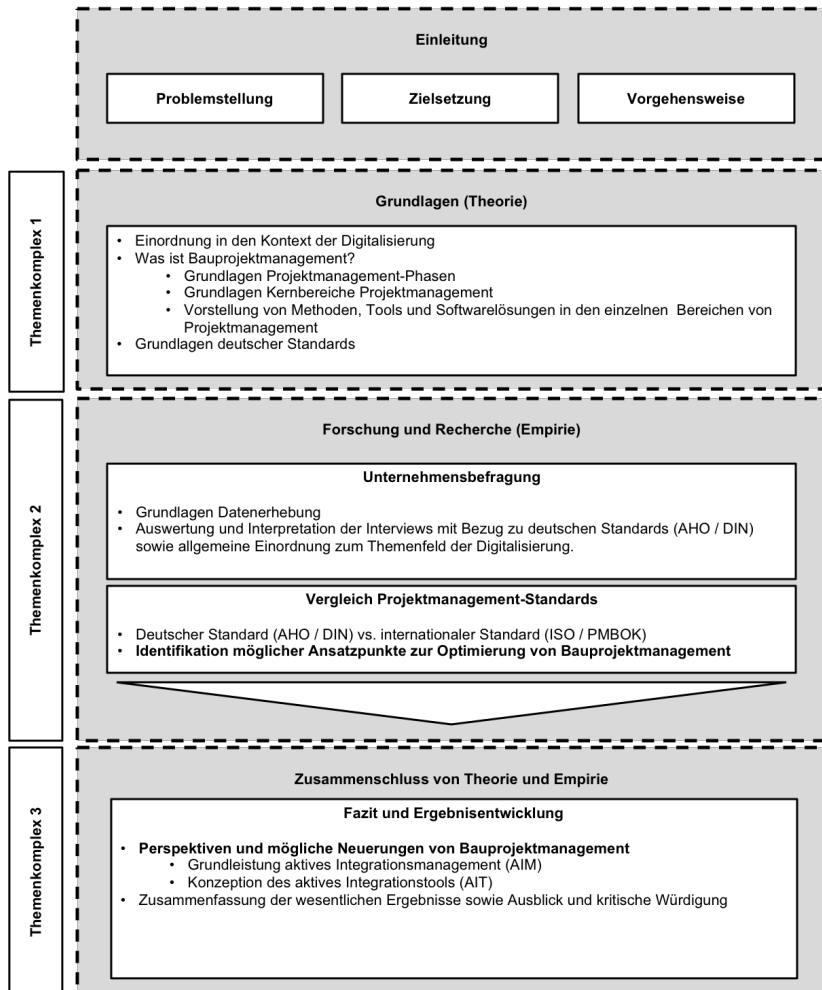 Einleitung
Problemstellung
Zielsetzung
Vorgehensweise
Themenkomplex 1
Grundlagen (Theorie)
• Einordnung in den Kontext der Digitalisierung
• Was ist Bauprojektmanagement?
• Grundlagen Projektmanagement-Phasen
• Grundlagen Kernbereiche Projektmanagement
• Vorstellung von Methoden, Tools und Softwarelösungen in den einzelnen Bereichen von
Projektmanagement
• Grundlagen deutscher Standards
Themenkomplex 2
Forschung und Recherche (Empirie)
Unternehmensbefragung
• Grundlagen Datenerhebung
• Auswertung und Interpretation der Interviews mit Bezug zu deutschen Standards (AHO / DIN)
sowie allgemeine Einordnung zum Themenfeld der Digitalisierung.
Vergleich Projektmanagement-Standards
• Deutscher Standard (AHO / DIN) vs. internationaler Standard (ISO / PMBOK)
• Identifikation möglicher Ansatzpunkte zur Optimierung von Bauprojektmanagement
Themenkomplex 3
Zusammenschluss von Theorie und Empirie
Fazit und Ergebnisentwicklung
• Perspektiven und mögliche Neuerungen von Bauprojektmanagement
• Grundleistung aktives Integrationsmanagement (AIM)
• Konzeption des aktives Integrationstools (AIT)
• Zusammenfassung der wesentlichen Ergebnisse sowie Ausblick und kritische Würdigung